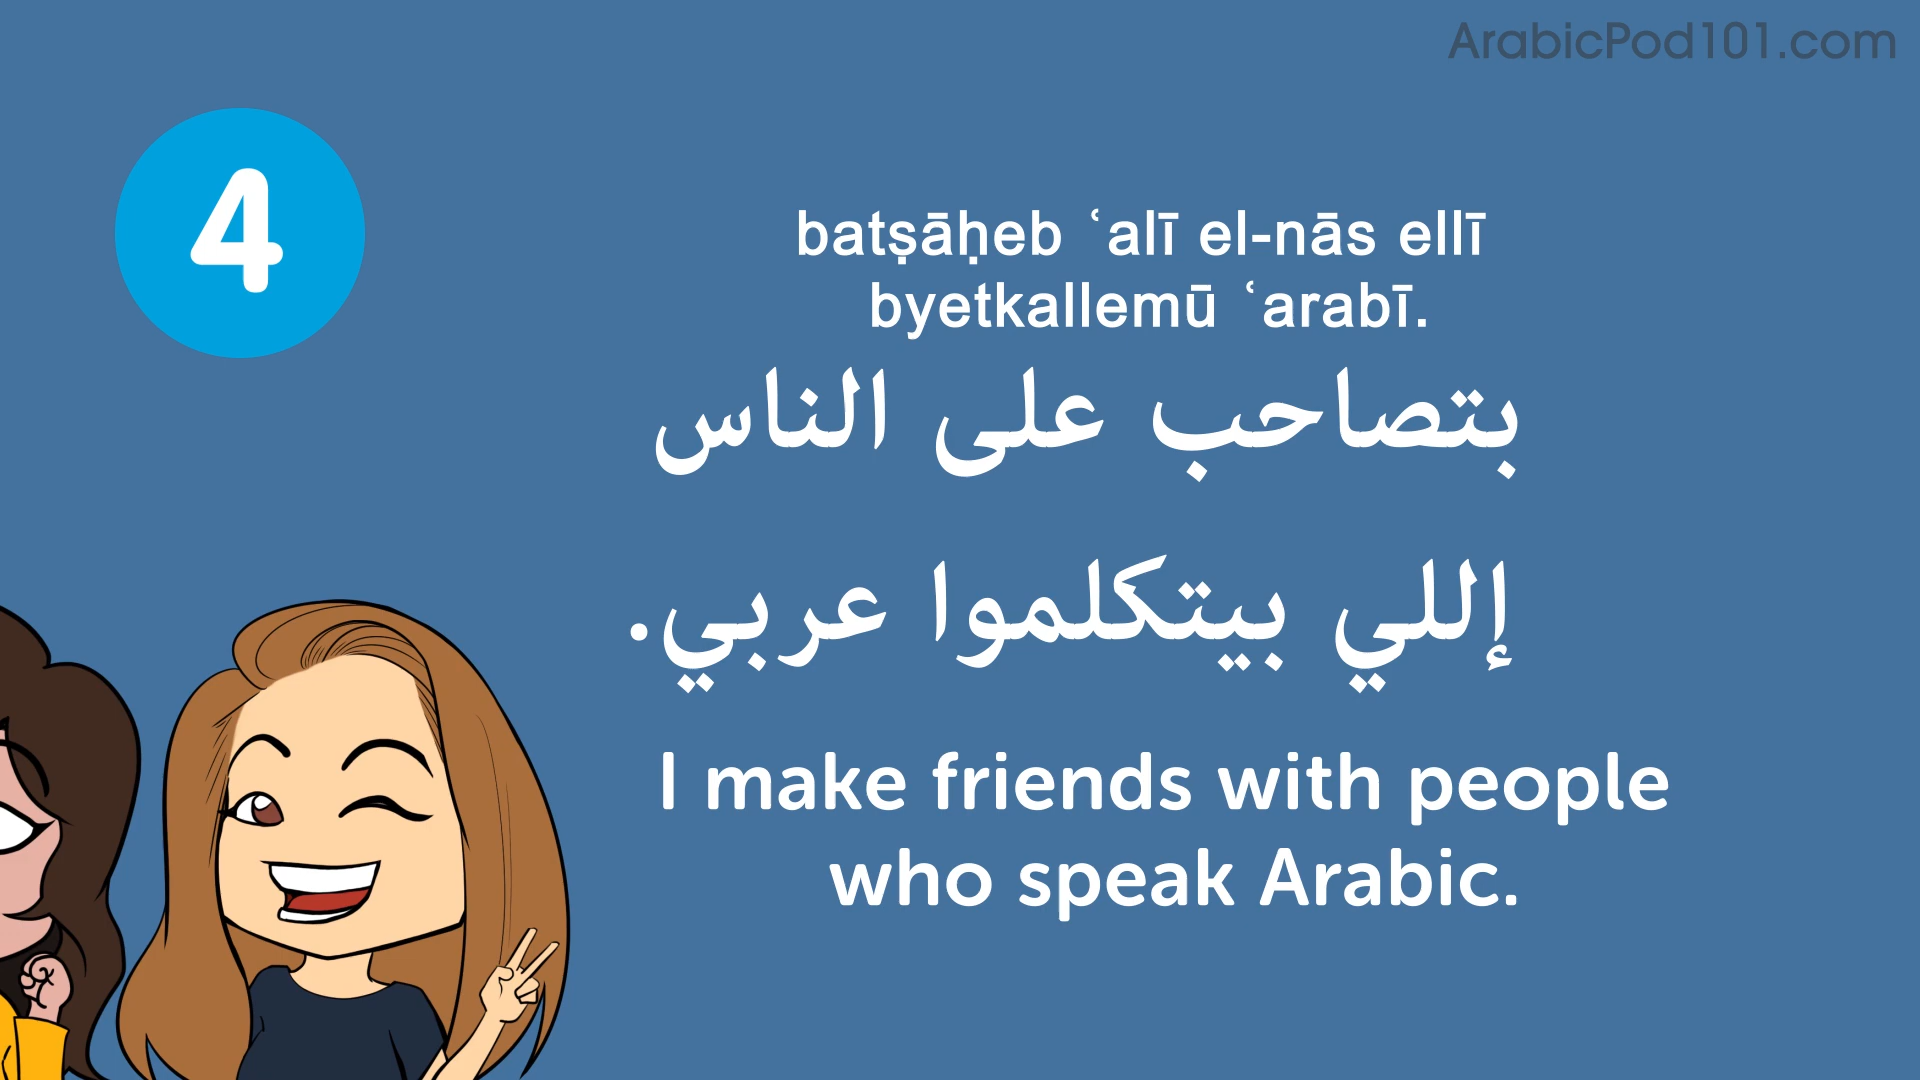 ArabicPod101.com
4
batṣāḥeb ʿalī el-nās ellī
byetkallemū ʿarabī.
بتصاحب على الناس
إللي بيتكلموا عربي.
I make friends with people
who speak Arabic.